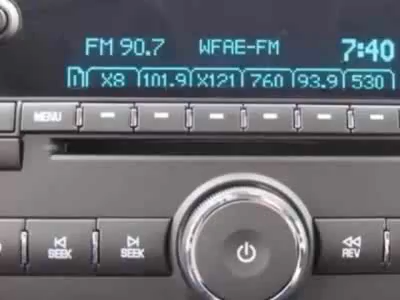 FM 90.7 WFAE-FM 7:40
X8 101.9 X121 760 93.9 530
MENU
SEEK SEEK REV